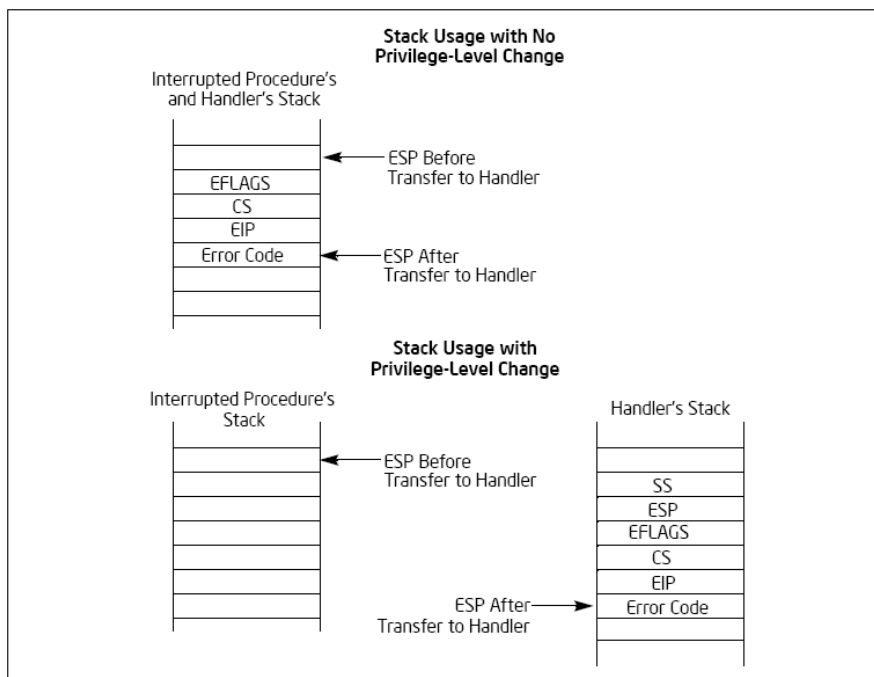 Stack Usage with No
Privilege-Level Change
Interrupted Procedure's
and Handler's Stack
ESP Before
Transfer to Handler
EFLAGS
CS
EIP
Error Code
ESP After
Transfer to Handler
Stack Usage with
Privilege-Level Change
Interrupted Procedure's
Stack
Handler's Stack
ESP Before
Transfer to Handler
SS
ESP
EFLAGS
CS
EIP
Error Code
ESP After
Transfer to Handler